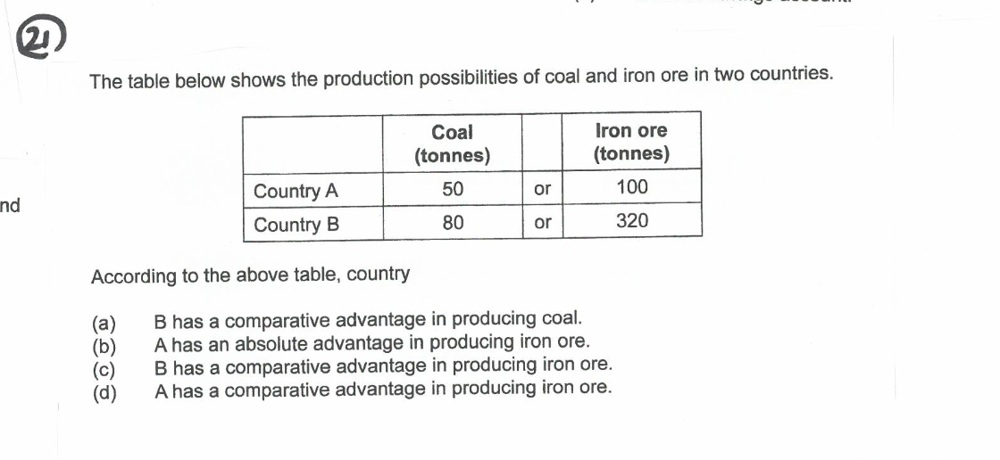 21
The table below shows the production possibilities of coal and iron ore in two countries.
Coal (tonnes) Iron ore (tonnes)
Country A 50 or 100
Country B 80 or 320
nd
According to the above table, country
(a) B has a comparative advantage in producing coal.
(b) A has an absolute advantage in producing iron ore.
(c) B has a comparative advantage in producing iron ore.
(d) A has a comparative advantage in producing iron ore.